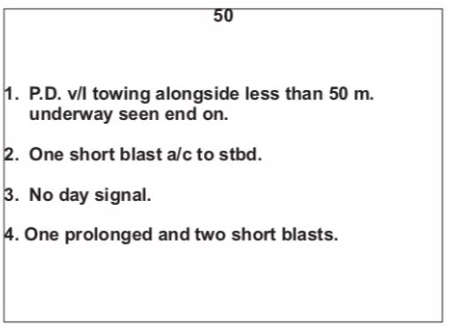 50
1. P.D. v/l towing alongside less than 50 m.
underway seen end on.
2. One short blast a/c to stbd.
3. No day signal.
4. One prolonged and two short blasts.